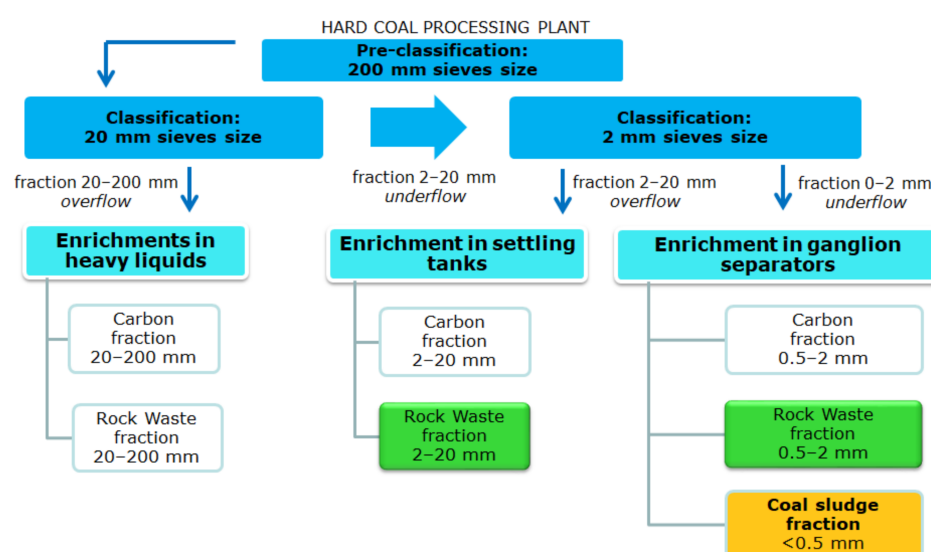 HARD COAL PROCESSING PLANT
Pre-classification:
200 mm sieves size
Classification:
20 mm sieves size
Classification:
2 mm sieves size
fraction 20–200 mm
overflow
fraction 2–20 mm
underflow
fraction 2–20 mm
overflow
fraction 0–2 mm
underflow
Enrichments in
heavy liquids
Enrichment in settling
tanks
Enrichment in ganglion
separators
Carbon
fraction
20–200 mm
Rock Waste
fraction
20–200 mm
Carbon
fraction
2–20 mm
Rock Waste
fraction
2–20 mm
Carbon
fraction
0.5–2 mm
Rock Waste
fraction
0.5–2 mm
Coal sludge
fraction
<0.5 mm